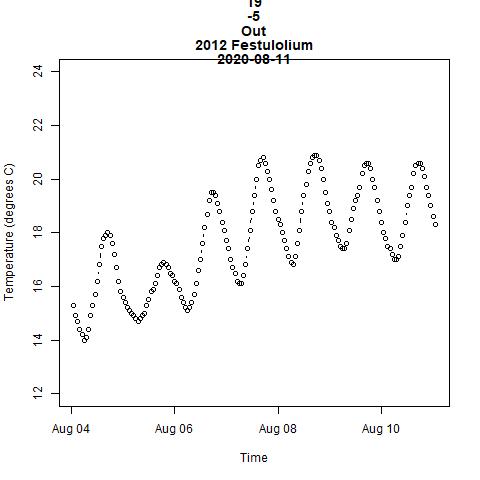 19
-5
Out
2012 Festulolium
2020-08-11
Temperature (degrees C)
24
22
20
18
16
14
12
Aug 04
Aug 06
Aug 08
Aug 10
Time